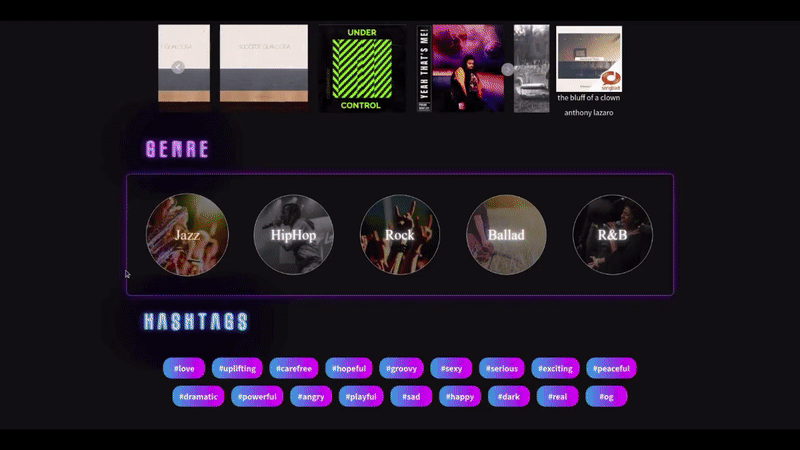 UNDER
CONTROL
YEAH THAT'S ME!
the bluff of a clown
anthony lazaro
GENRE
Jazz HipHop Rock Ballad R&B
HASHTAGS
#love #uplifting #carefree #hopeful #groovy #sexy #serious #exciting #peaceful
#dramatic #powerful #angry #playful #sad #happy #dark #real #og